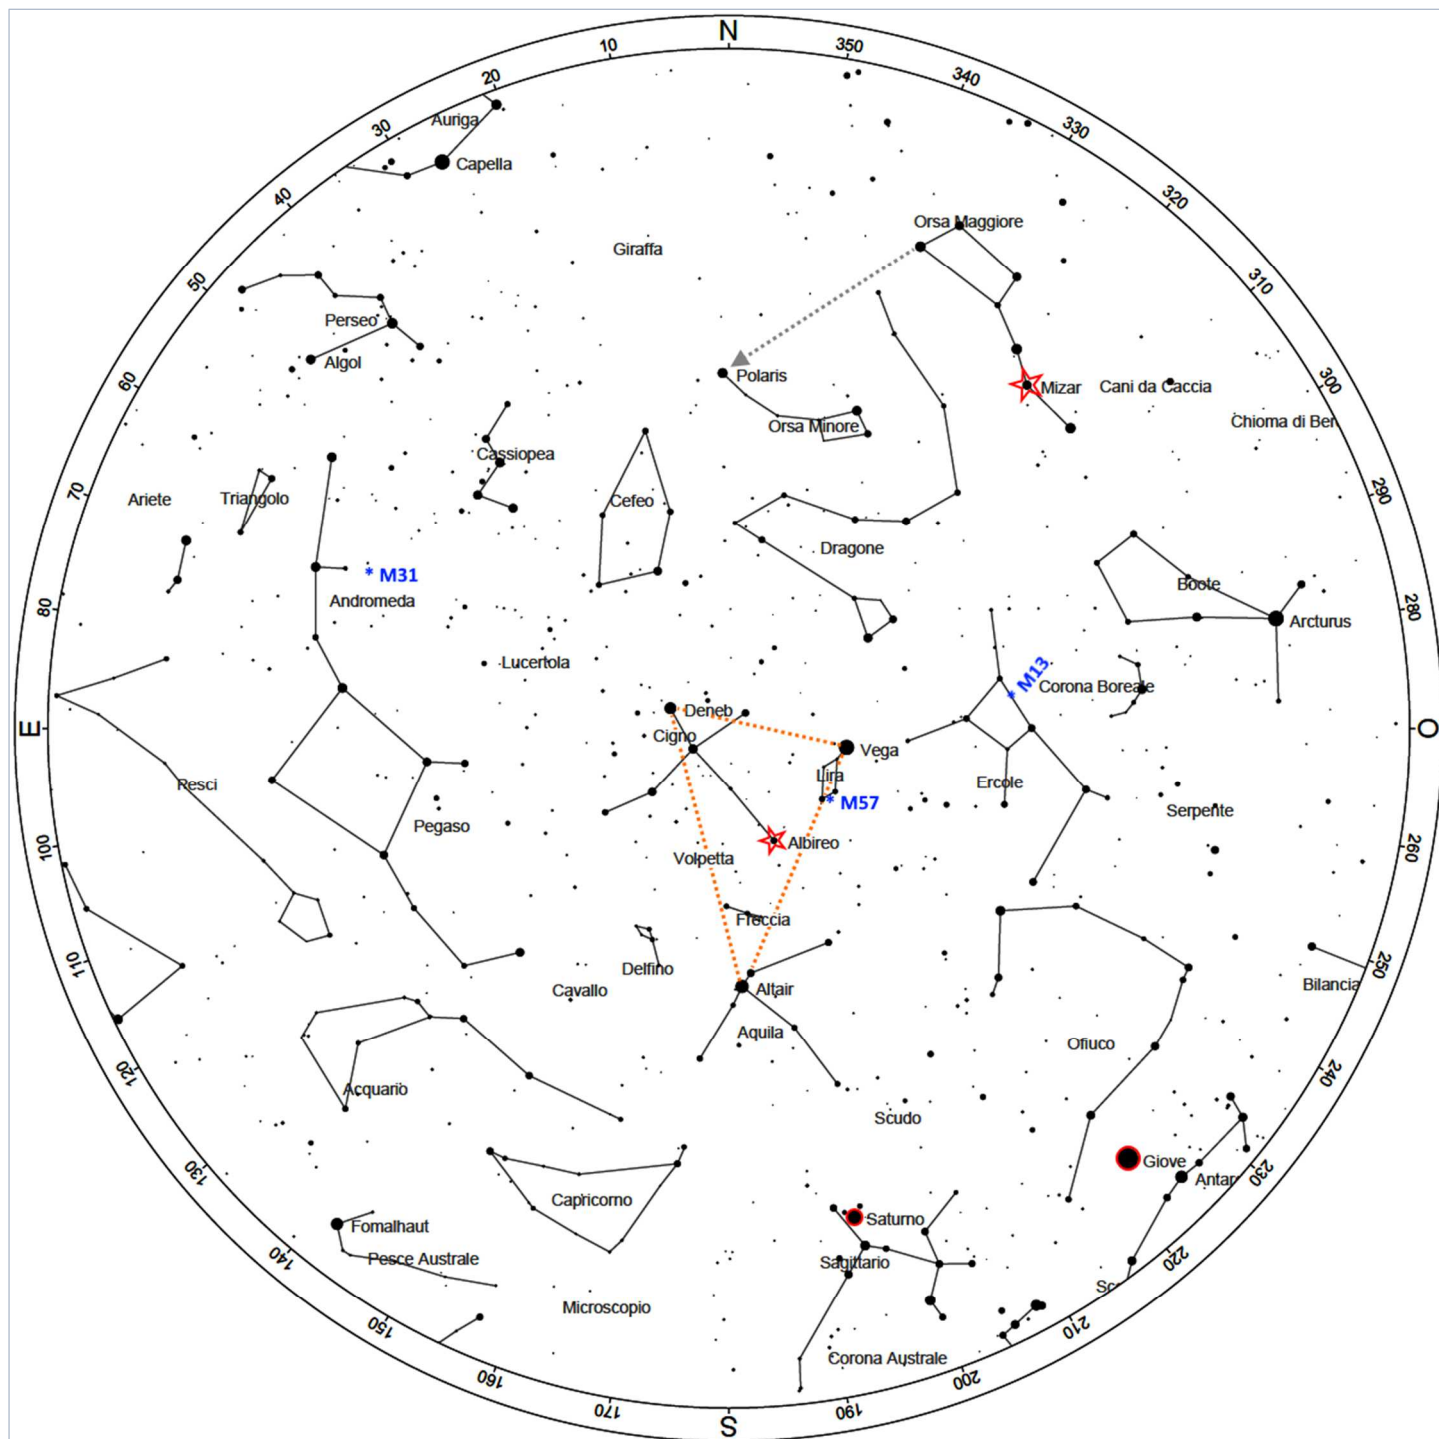 N
10
350
20
340
30
330
Auriga
Capella
40
320
Orsa Maggiore
Giraffa
50
310
Perseo
Algol
Polaris
60
300
Mizar
Cani da Caccia
Orsa Minore
Chioma di Ber
Cassiopea
70
290
Ariete
Triangolo
Cefeo
Dragone
* M31
Boote
Andromeda
80
280
Arcturus
Lucertola
* M13
Corona Boreale
Deneb
E
O
Cigno
Vega
Lira
Ercole
Pesci
* M57
Serpente
Pegaso
Albireo
100
260
Volpetta
Freccia
110
250
Delfino
Cavallo
Altair
Bilancia
Aquila
Ofiuco
120
240
Acquario
Scudo
130
230
Giove
Antar
Capricorno
Saturno
Fomalhaut
140
220
Pesce Australe
Sagittario
Sc
Microscopio
150
210
Corona Australe
160
200
170
190
S